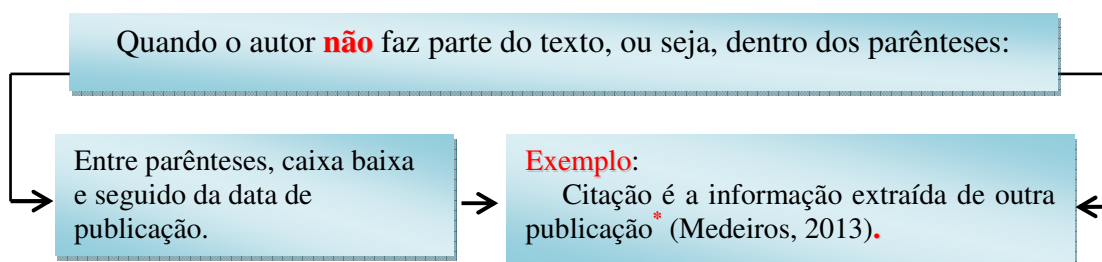 Quando o autor não faz parte do texto, ou seja, dentro dos parênteses:
Entre parênteses, caixa baixa
e seguido da data de
publicação.
Exemplo:
Citação é a informação extraída de outra
publicação* (Medeiros, 2013).